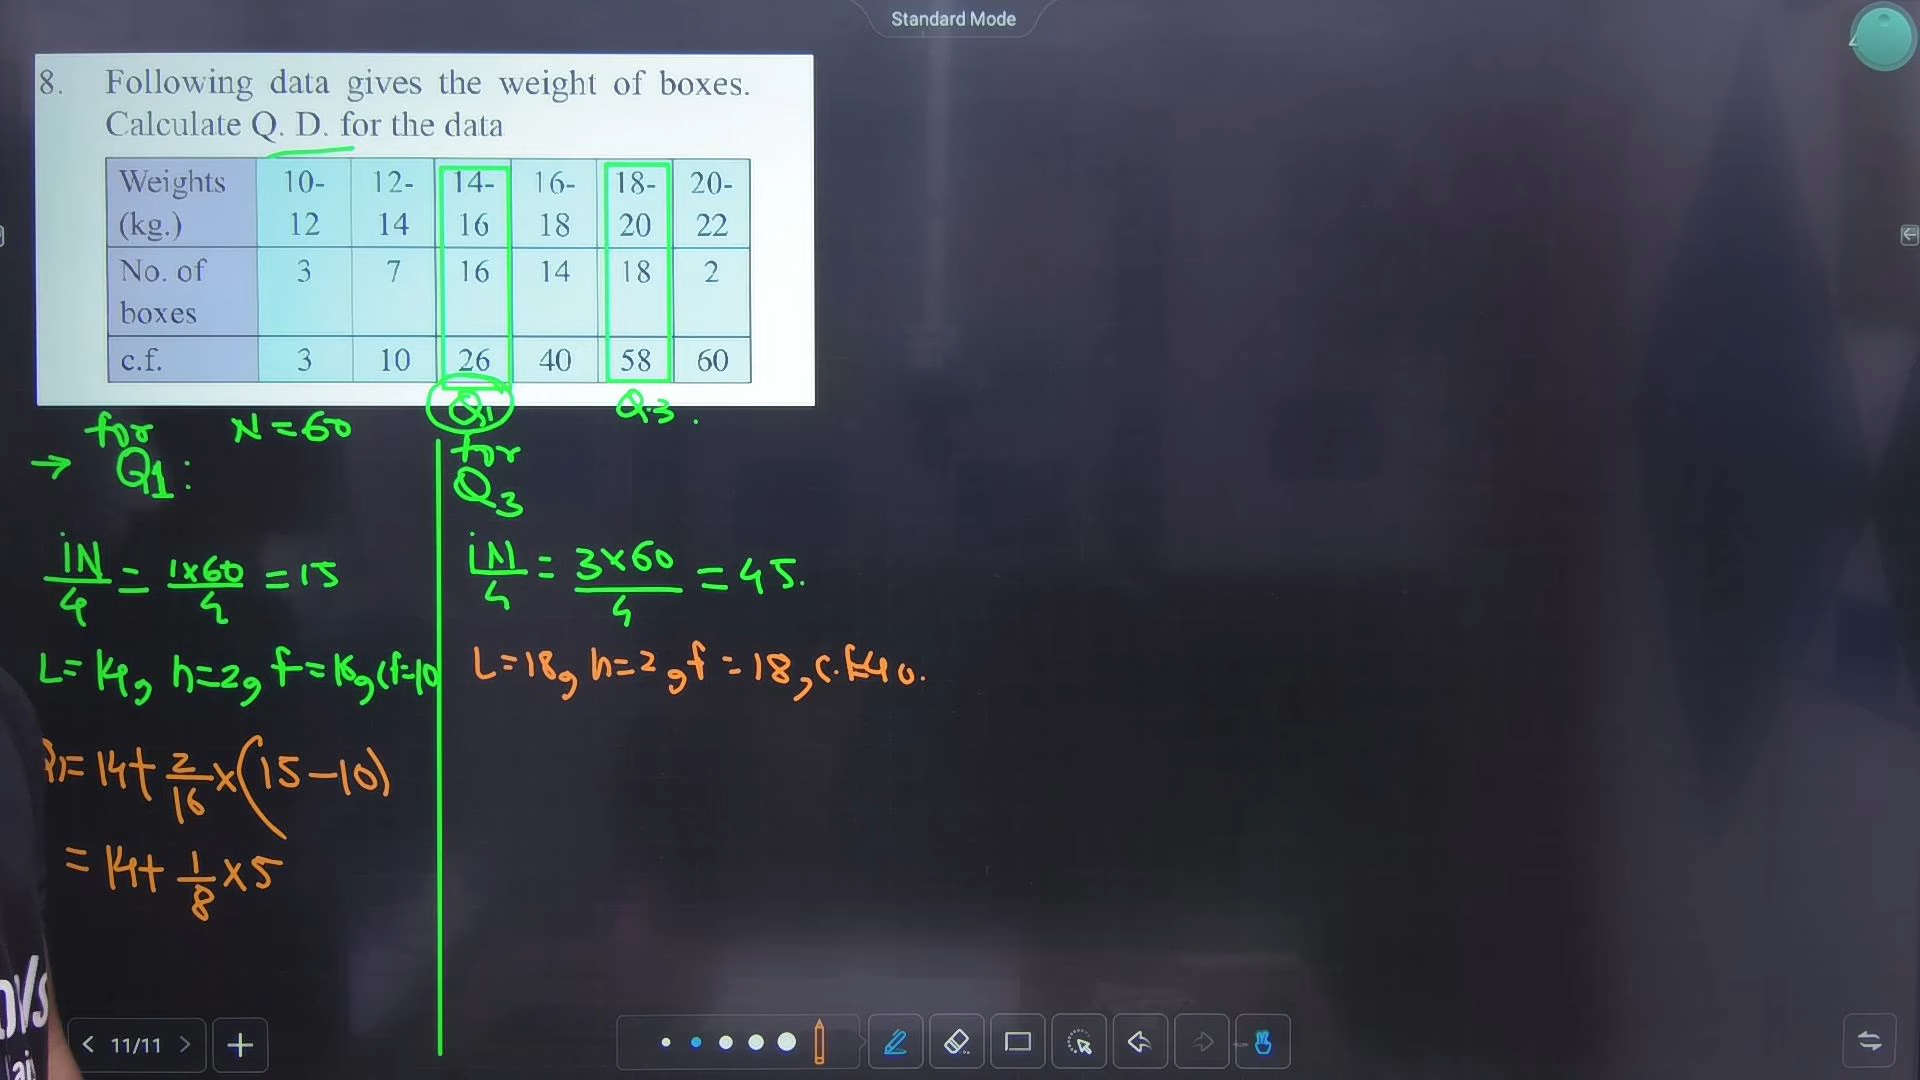 Standard Mode
8. Following data gives the weight of boxes.
Calculate Q. D. for the data
Weights (kg.) 10-12 12-14 14-16 16-18 18-20 20-22
No. of boxes 3 7 16 14 18 2
c.f. 3 10 26 40 58 60
Q1 Q3.
for N=60
→ Q1:
iN/4 = 1×60/4 = 15
L=14, h=2, f=16, cf=10
=14+2/16×(15-10)
=14+1/8×5
for
Q3
iN/4 = 3×60/4 = 45.
L=18, h=2, f=18, c.f=40.
11/11